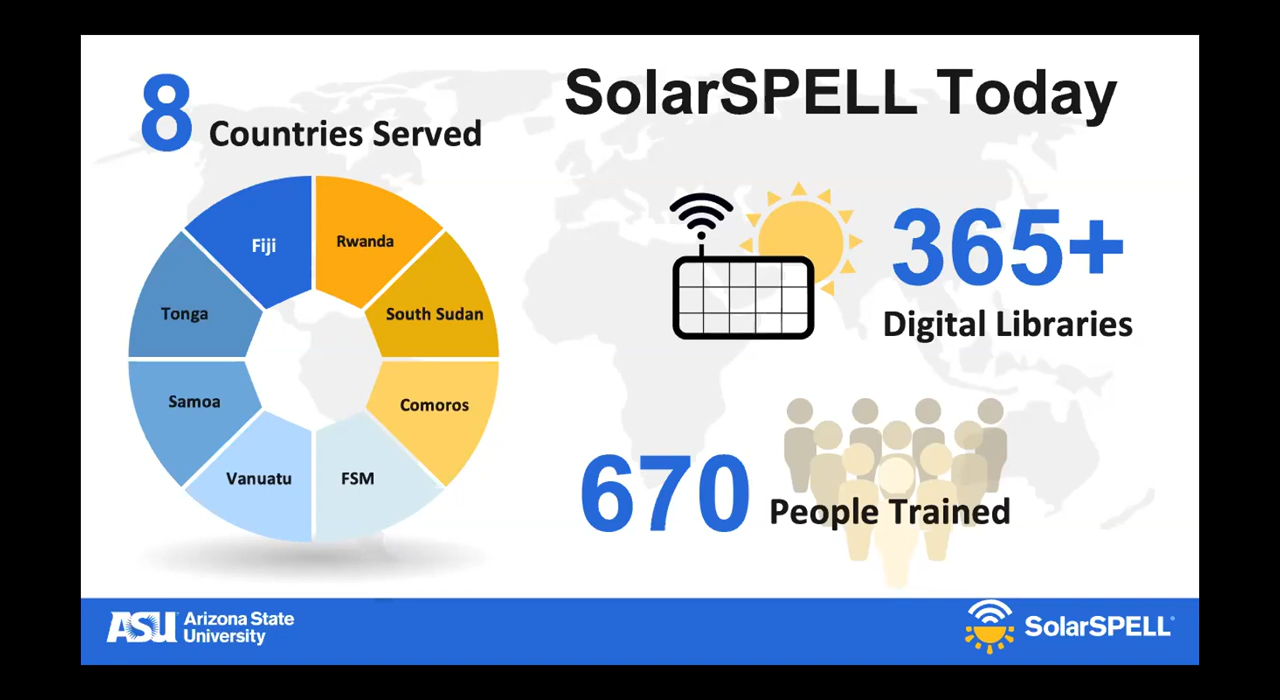 SolarSPELL Today
8 Countries Served
Fiji
Rwanda
Tonga
South Sudan
Samoa
Comoros
Vanuatu
FSM
365+
Digital Libraries
670 People Trained
ASU Arizona State
University
SolarSPELL